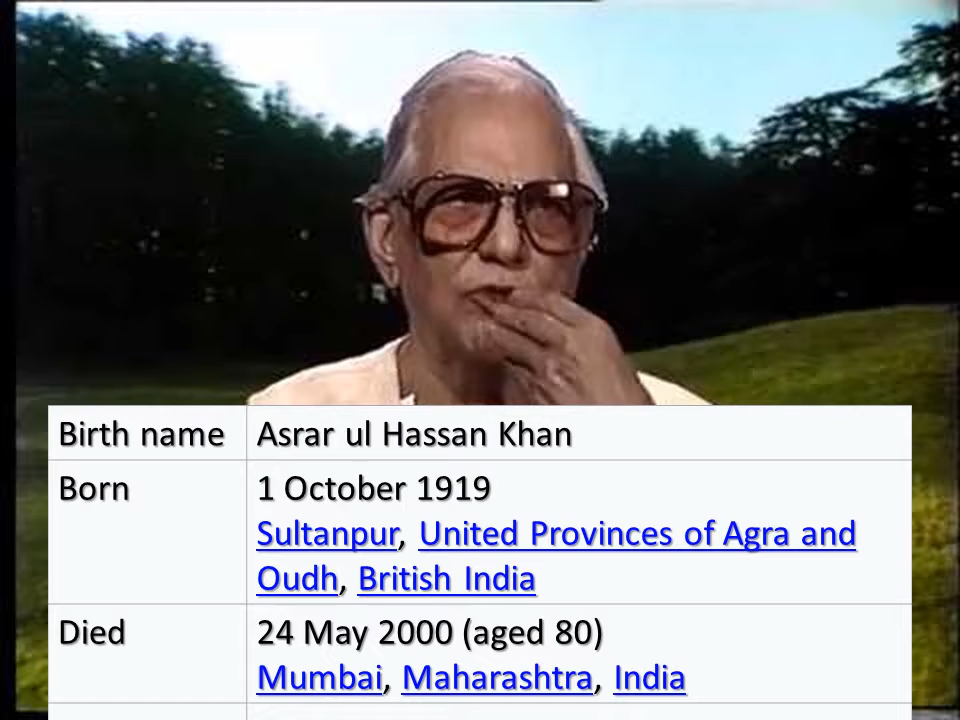 Birth name Asrar ul Hassan Khan
Born 1 October 1919
Sultanpur, United Provinces of Agra and
Oudh, British India
Died 24 May 2000 (aged 80)
Mumbai, Maharashtra, India